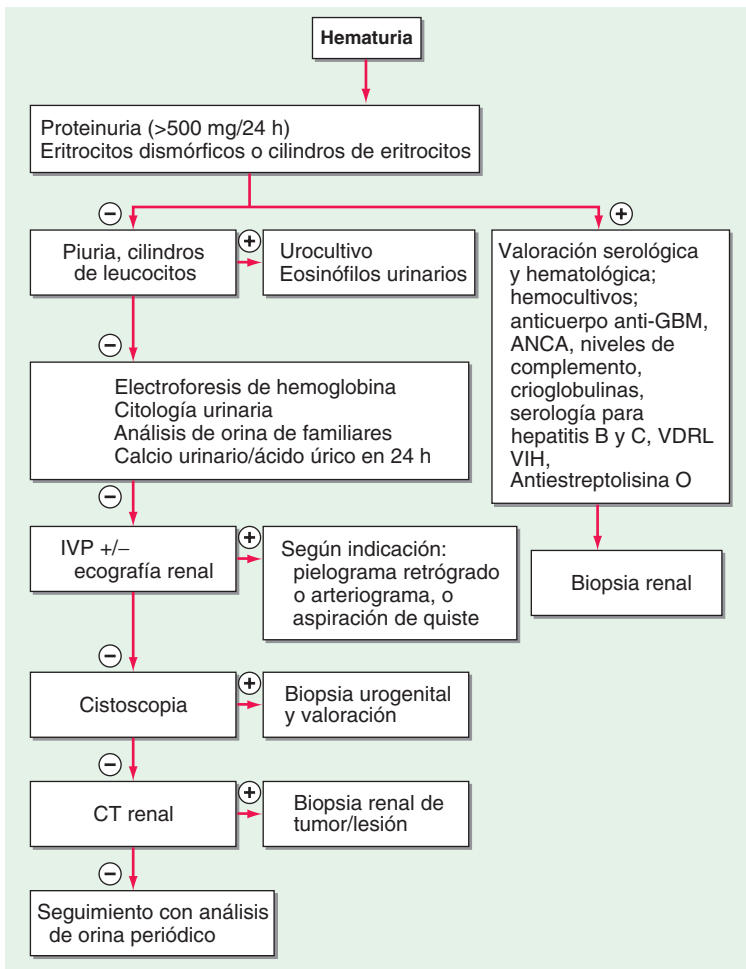 Hematuria
Proteinuria (>500 mg/24 h)
Eritrocitos dismórficos o cilindros de eritrocitos
−
+
Piuria, cilindros
de leucocitos
+
Urocultivo
Eosinófilos urinarios
Valoración serológica
y hematológica;
hemocultivos;
anticuerpo anti-GBM,
ANCA, niveles de
complemento,
crioglobulinas,
serología para
hepatitis B y C, VDRL
VIH,
Antiestreptolisina O
−
Electroforesis de hemoglobina
Citología urinaria
Análisis de orina de familiares
Calcio urinario/ácido úrico en 24 h
−
IVP +/−
ecografía renal
+
Según indicación:
pielograma retrógrado
o arteriograma, o
aspiración de quiste
Biopsia renal
−
Cistoscopia
+
Biopsia urogenital
y valoración
−
CT renal
+
Biopsia renal de
tumor/lesión
−
Seguimiento con análisis
de orina periódico